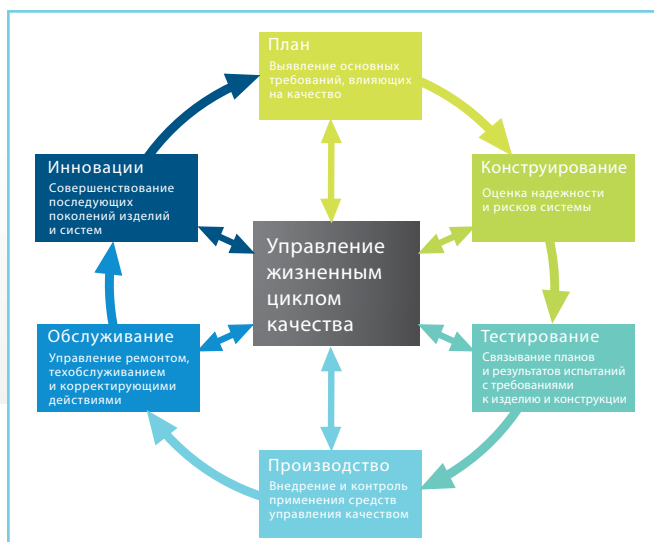 План
Выявление основных
требований, влияющих
на качество
Инновации
Совершенствование
последующих
поколений изделий
и систем
Конструирование
Оценка надежности
и рисков системы
Управление
жизненным
циклом
качества
Обслуживание
Управление ремонтом,
техобслуживанием
и корректирующими
действиями
Тестирование
Связывание планов
и результатов испытаний
с требованиями
к изделию и конструкции
Производство
Внедрение и контроль
применения средств
управления качеством